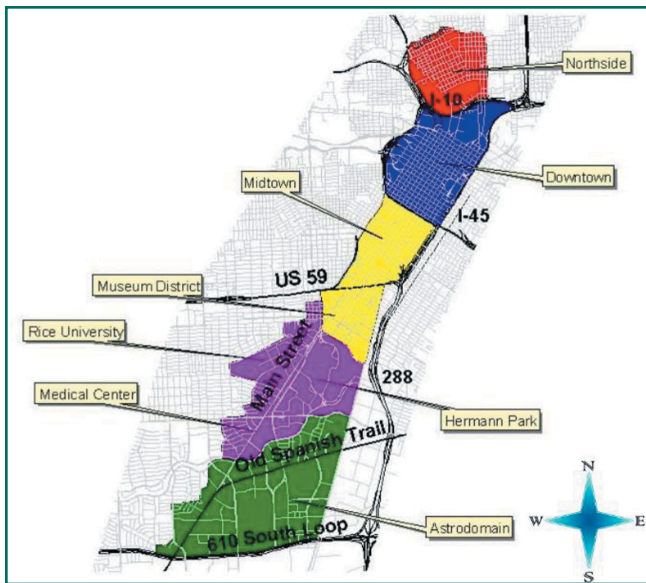 Northside
I-10
Downtown
Midtown
I-45
US 59
Museum District
Rice University
Main Street
288
Medical Center
Hermann Park
Old Spanish Trail
Astrodomain
610 South Loop
N
W E
S